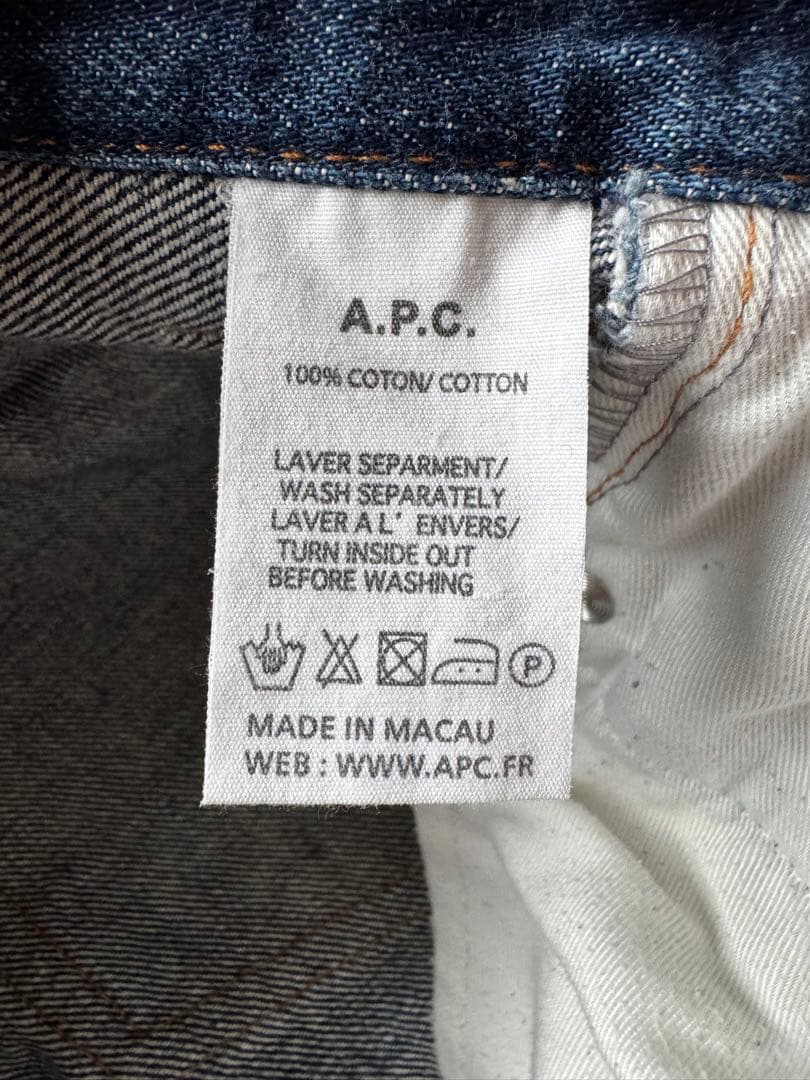 A.P.C.
100% COTON/ COTTON
LAVER SEPARMENT/
WASH SEPARATELY
LAVER A L' ENVERS/
TURN INSIDE OUT
BEFORE WASHING
P
MADE IN MACAU
WEB : WWW.APC.FR